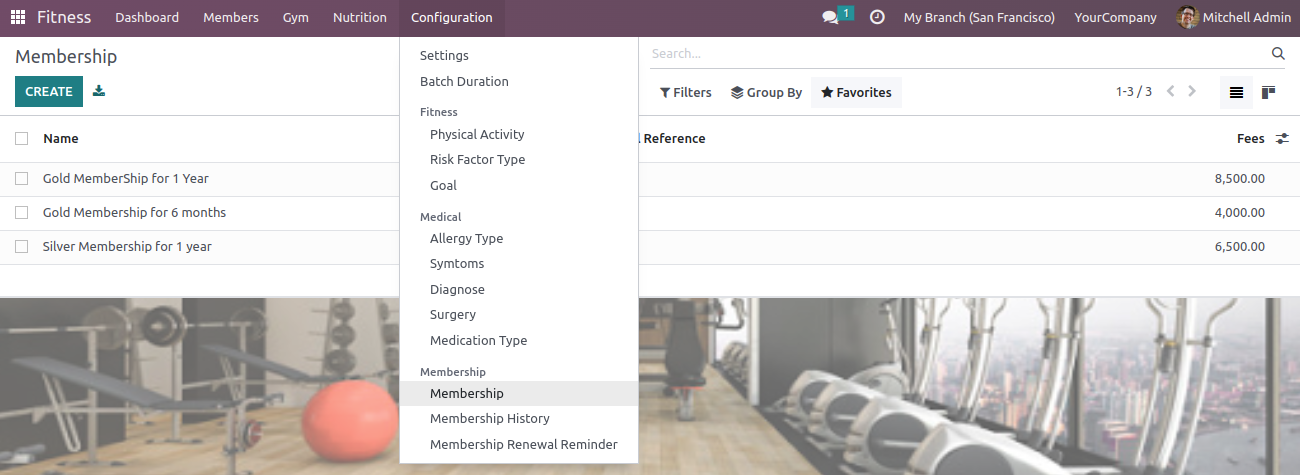 Fitness Dashboard Members Gym Nutrition Configuration 1 My Branch (San Francisco) YourCompany Mitchell Admin
Membership
Search...
CREATE
Filters Group By Favorites 1-3 / 3
Name Reference Fees
Gold MemberShip for 1 Year 8,500.00
Gold Membership for 6 months 4,000.00
Silver Membership for 1 year 6,500.00
Settings
Batch Duration
Fitness
Physical Activity
Risk Factor Type
Goal
Medical
Allergy Type
Symtoms
Diagnose
Surgery
Medication Type
Membership
Membership
Membership History
Membership Renewal Reminder